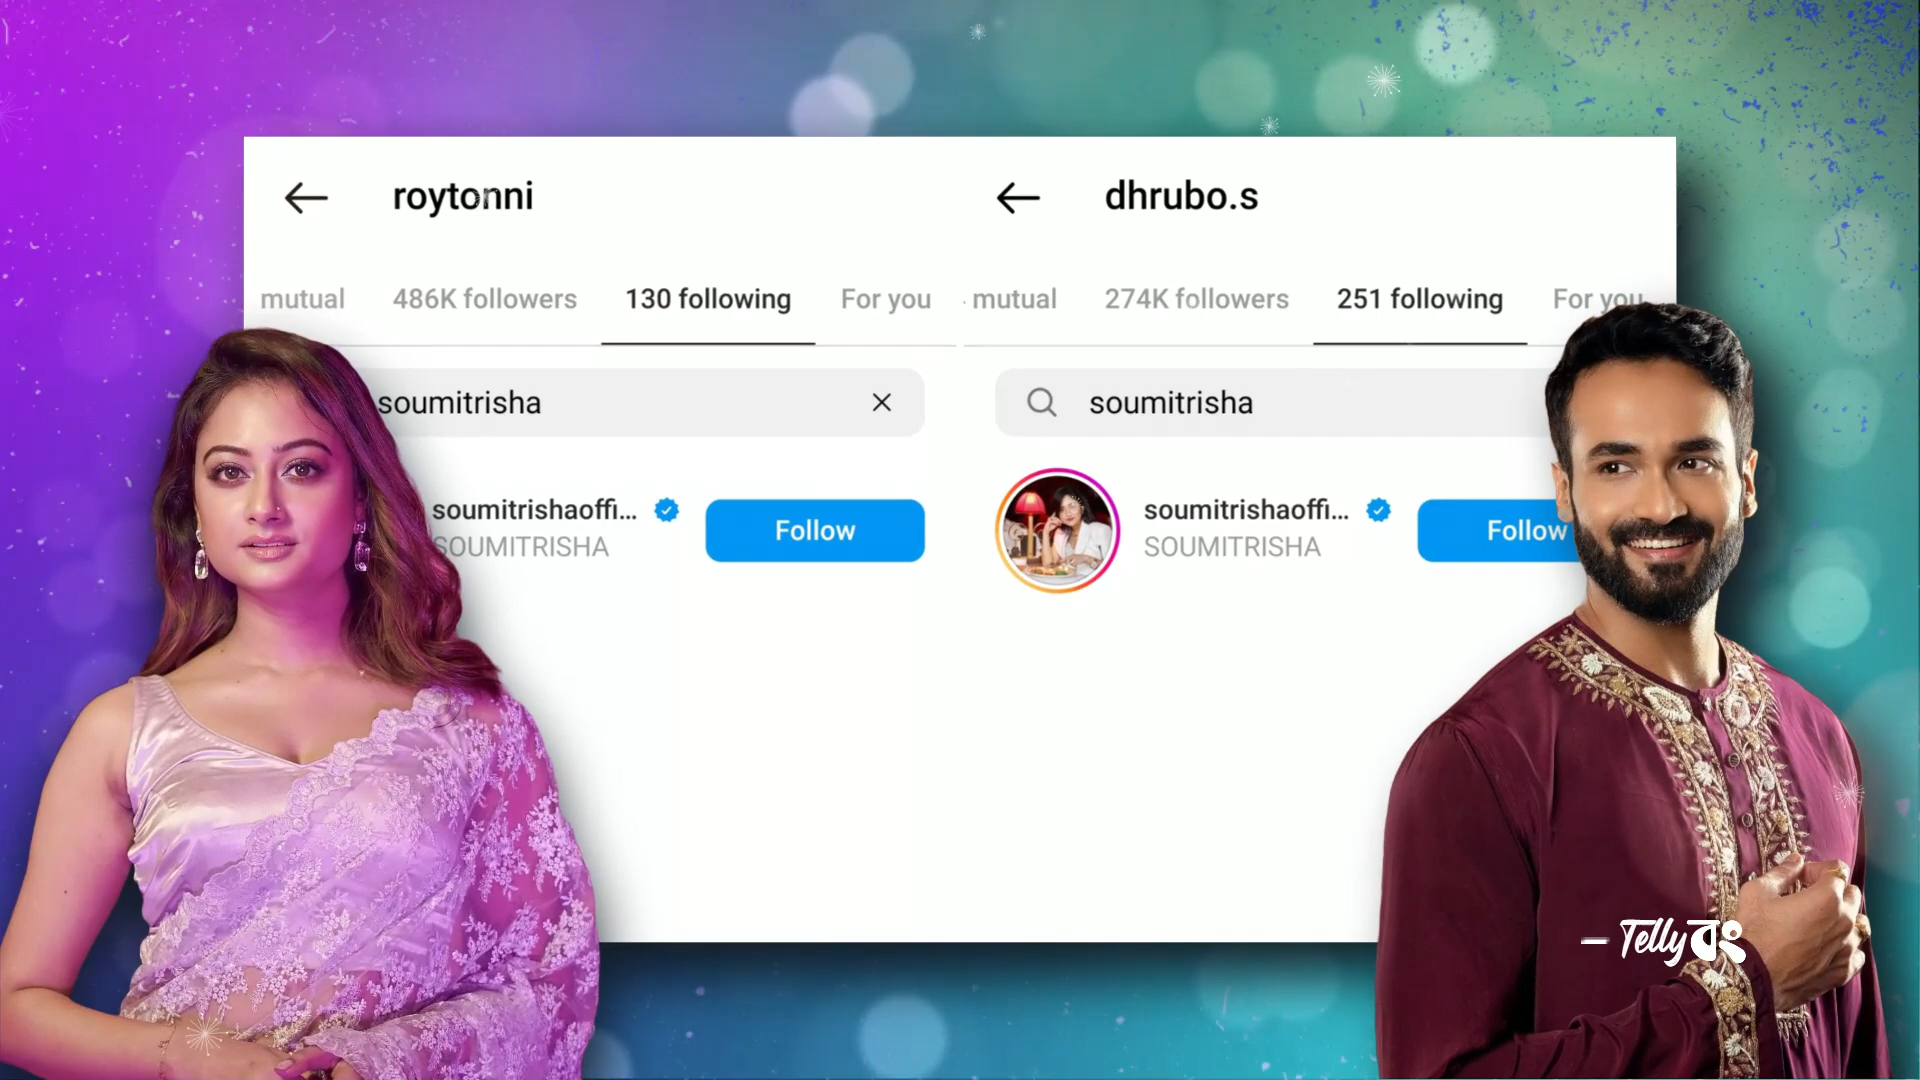 roytonni
mutual 486K followers 130 following For you
soumitrisha
soumitrishaoffi...
SOUMITRISHA
Follow
dhrubo.s
mutual 274K followers 251 following For you
soumitrisha
soumitrishaoffi...
SOUMITRISHA
Follow
– Tellyবং